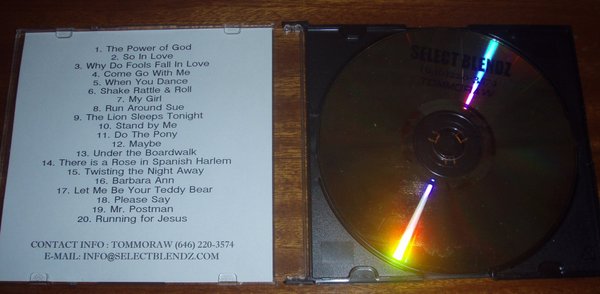 1. The Power of God
2. So In Love
3. Why Do Fools Fall In Love
4. Come Go With Me
5. When You Dance
6. Shake Rattle & Roll
7. My Girl
8. Run Around Sue
9. The Lion Sleeps Tonight
10. Stand by Me
11. Do The Pony
12. Maybe
13. Under the Boardwalk
14. There is a Rose in Spanish Harlem
15. Twisting the Night Away
16. Barbara Ann
17. Let Me Be Your Teddy Bear
18. Please Say
19. Mr. Postman
20. Running for Jesus
CONTACT INFO : TOMMORAW (646) 220-3574
E-MAIL: INFO@SELECTBLENDZ.COM
SELECT BLENDZ
TOMMORAW